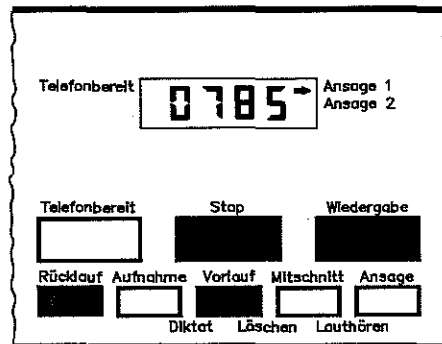 Telefonbereit 0785 → Ansage 1
Ansage 2
Telefonbereit Stop Wiedergabe
Rücklauf Aufnahme Vorlauf Mitschnitt Ansage
Diktat Löschen Lauthören